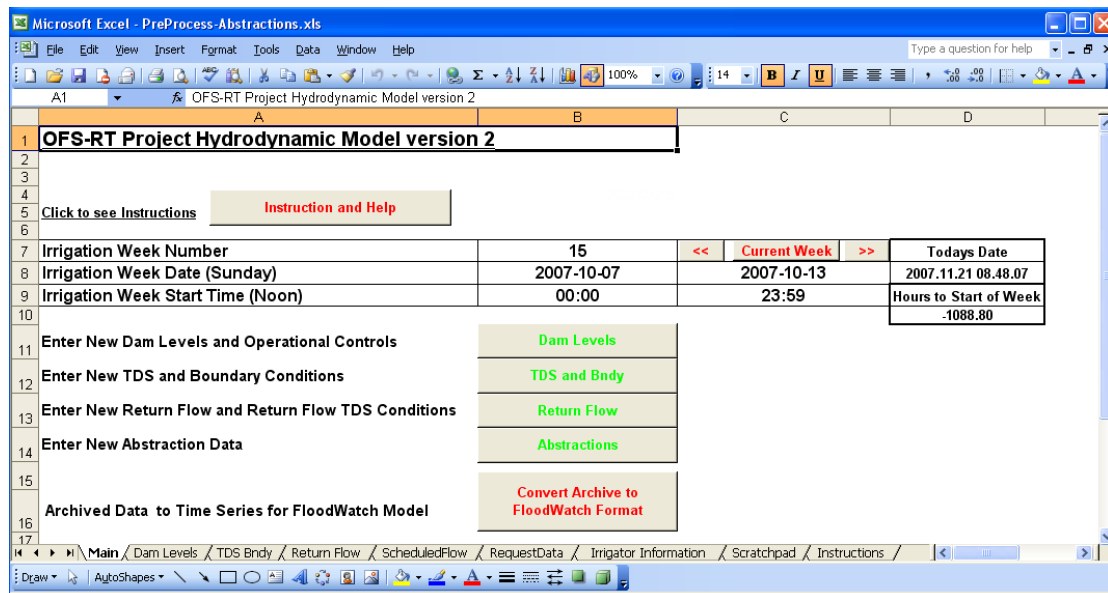 Microsoft Excel - PreProcess-Abstractions.xls
File Edit View Insert Format Tools Data Window Help Type a question for help
100% 14 B I U
A1 fx OFS-RT Project Hydrodynamic Model version 2
A B C D
1 OFS-RT Project Hydrodynamic Model version 2
2
3
4
5 Click to see Instructions Instruction and Help
6
7 Irrigation Week Number 15 << Current Week >> Todays Date
8 Irrigation Week Date (Sunday) 2007-10-07 2007-10-13 2007.11.21 08.48.07
9 Irrigation Week Start Time (Noon) 00:00 23:59 Hours to Start of Week
10 -1088.80
11 Enter New Dam Levels and Operational Controls Dam Levels
12 Enter New TDS and Boundary Conditions TDS and Bndy
13 Enter New Return Flow and Return Flow TDS Conditions Return Flow
14 Enter New Abstraction Data Abstractions
15
16 Archived Data to Time Series for FloodWatch Model Convert Archive to
FloodWatch Format
17
Main / Dam Levels / TDS Bndy / Return Flow / ScheduledFlow / RequestData / Irrigator Information / Scratchpad / Instructions /
Draw AutoShapes